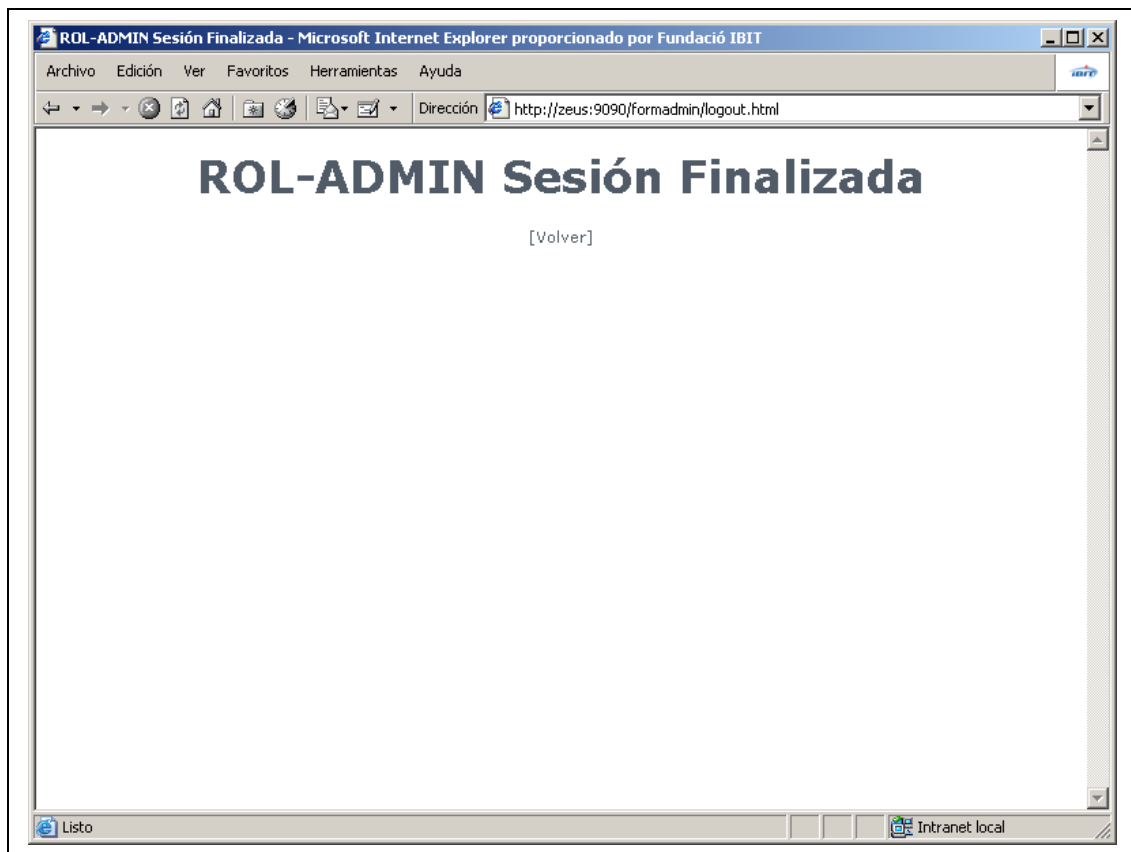 ROL-ADMIN Sesión Finalizada - Microsoft Internet Explorer proporcionado por Fundació IBIT
Archivo Edición Ver Favoritos Herramientas Ayuda
ibit
Dirección http://zeus:9090/formadmin/logout.html
ROL-ADMIN Sesión Finalizada
[Volver]
Listo
Intranet local